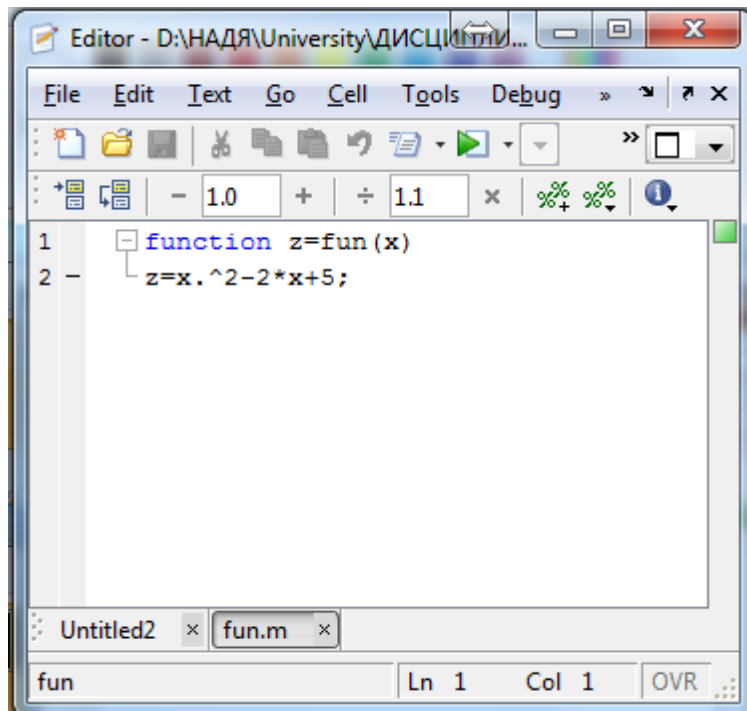 Editor - D:\НАДЯ\University\ДИСЦИПЛИ...
File Edit Text Go Cell Tools Debug »
»
− 1.0 + ÷ 1.1 ×
1 function z=fun(x)
2 − z=x.^2-2*x+5;
Untitled2 × fun.m ×
fun Ln 1 Col 1 OVR